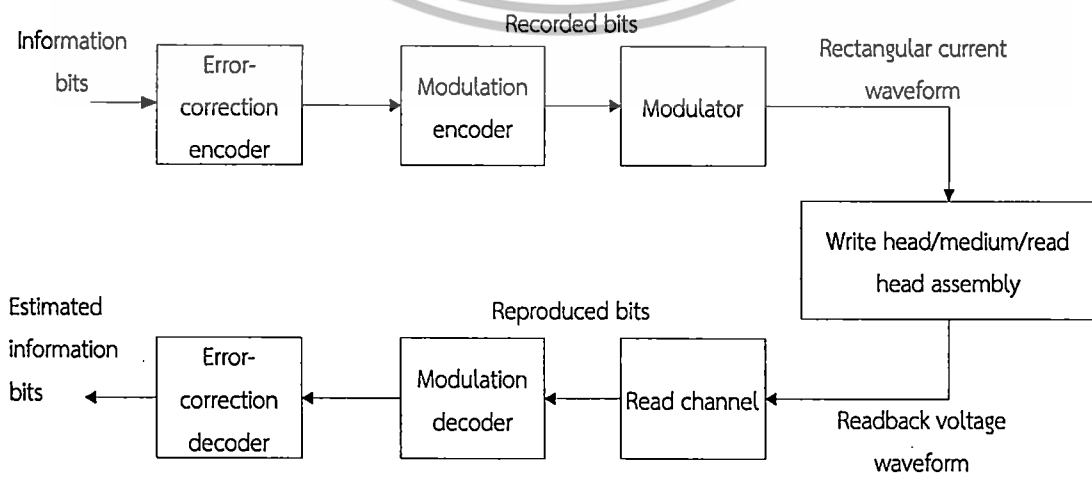 Recorded bits
Information
bits
Error-
correction
encoder
Modulation
encoder
Modulator
Rectangular current
waveform
Write head/medium/read
head assembly
Estimated
information
bits
Reproduced bits
Error-
correction
decoder
Modulation
decoder
Read channel
Readback voltage
waveform